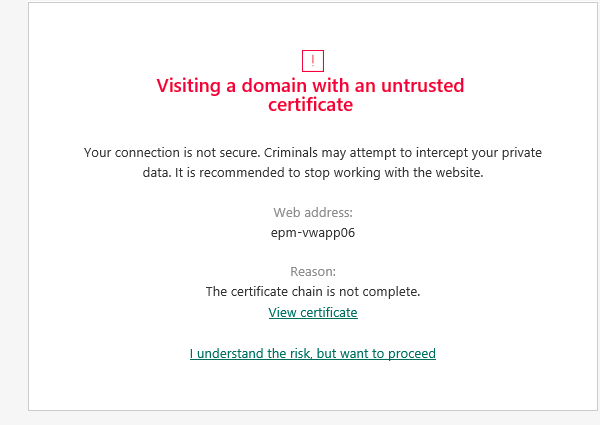 !
Visiting a domain with an untrusted
certificate
Your connection is not secure. Criminals may attempt to intercept your private
data. It is recommended to stop working with the website.
Web address:
epm-vwapp06
Reason:
The certificate chain is not complete.
View certificate
I understand the risk, but want to proceed